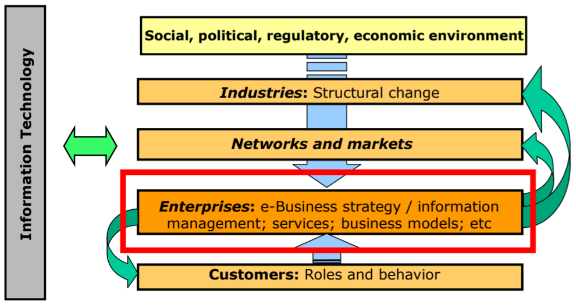 Information Technology
Social, political, regulatory, economic environment
Industries: Structural change
Networks and markets
Enterprises: e-Business strategy / information
management; services; business models; etc
Customers: Roles and behavior